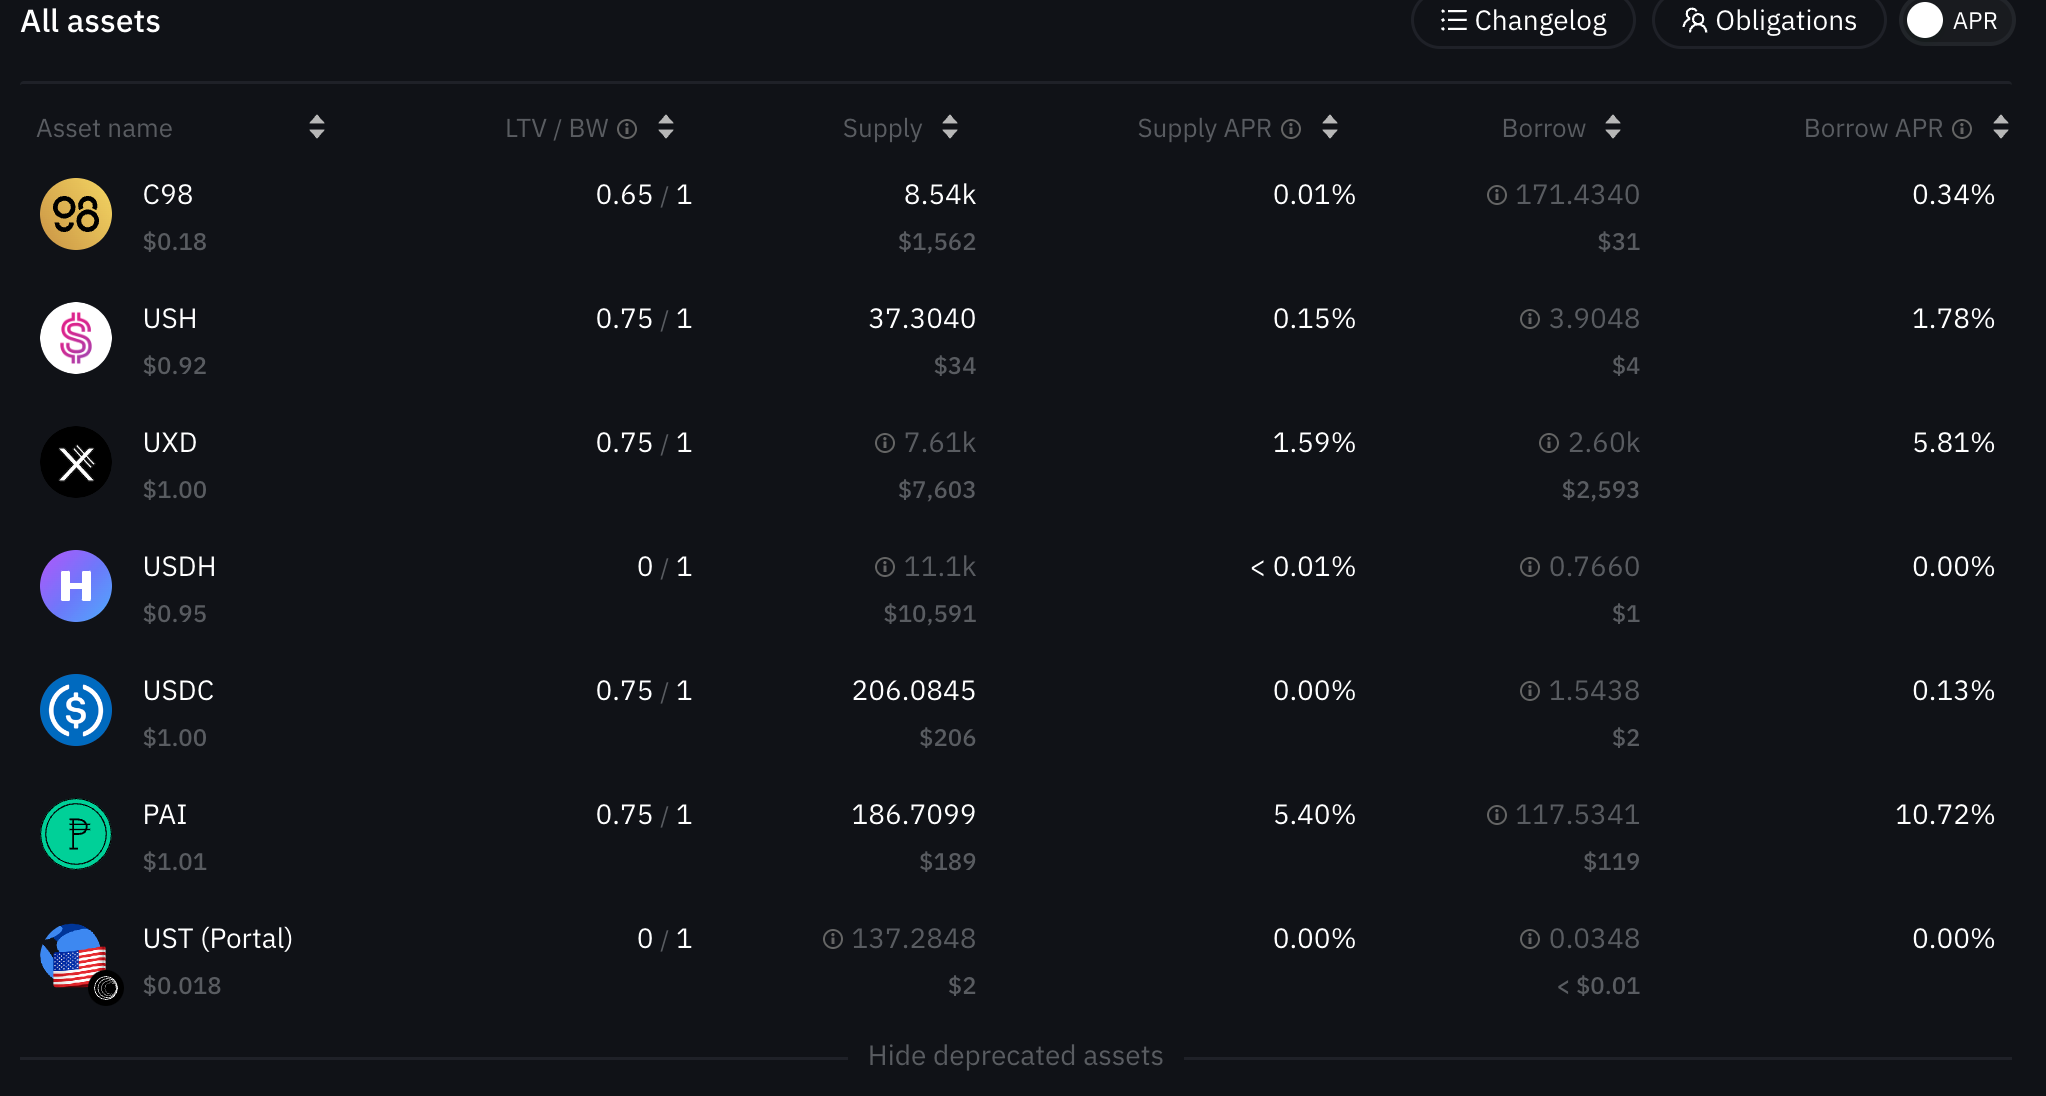 All assets
Changelog
Obligations
APR
Asset name
LTV / BW
Supply
Supply APR
Borrow
Borrow APR
C98
0.65 / 1
8.54k
0.01%
171.4340
0.34%
$0.18
$1,562
$31
USH
0.75 / 1
37.3040
0.15%
3.9048
1.78%
$0.92
$34
$4
UXD
0.75 / 1
7.61k
1.59%
2.60k
5.81%
$1.00
$7,603
$2,593
H
USDH
0 / 1
11.1k
< 0.01%
0.7660
0.00%
$0.95
$10,591
$1
USDC
0.75 / 1
206.0845
0.00%
1.5438
0.13%
$1.00
$206
$2
PAI
0.75 / 1
186.7099
5.40%
117.5341
10.72%
$1.01
$189
$119
UST (Portal)
0 / 1
137.2848
0.00%
0.0348
0.00%
$0.018
$2
< $0.01
Hide deprecated assets